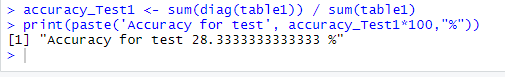 > accuracy_Test1 <- sum(diag(table1)) / sum(table1)
> print(paste('Accuracy for test', accuracy_Test1*100,"%"))
[1] "Accuracy for test 28.3333333333333 %"
>